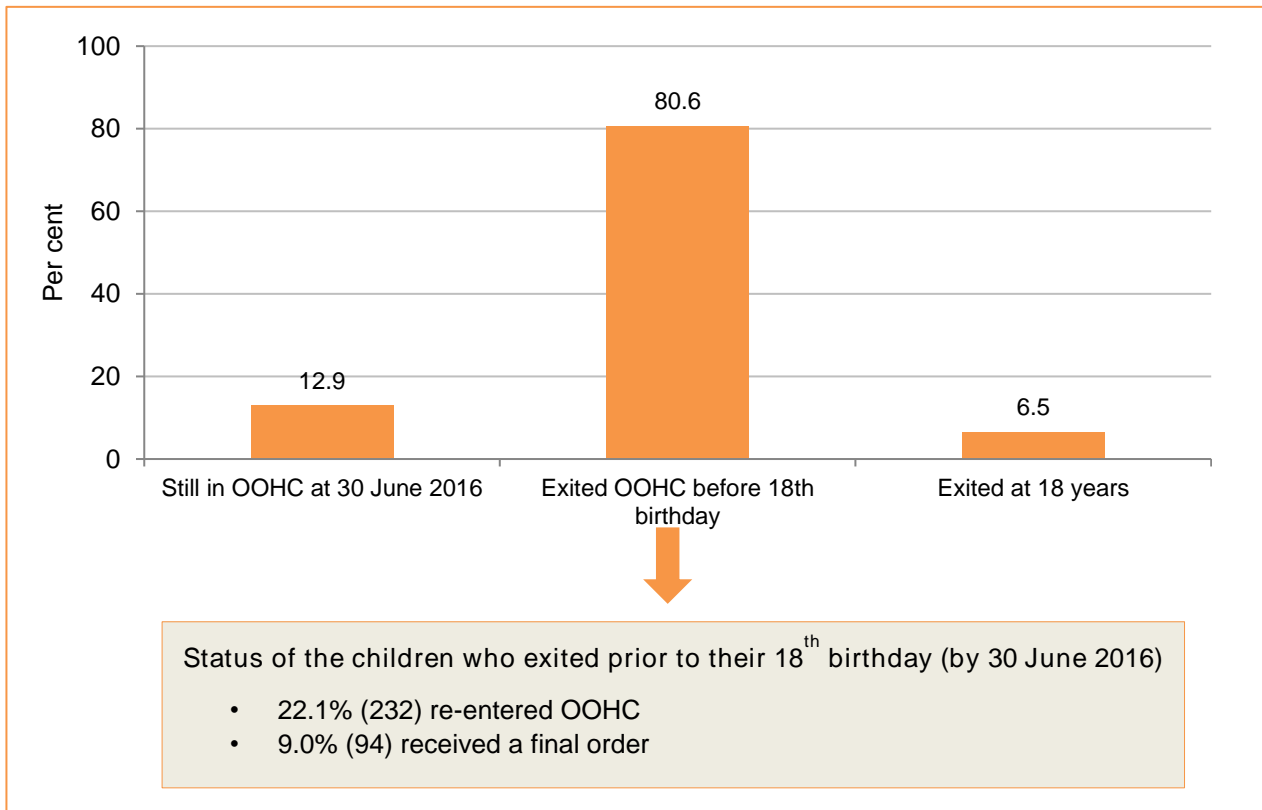 100
80
60
40
20
0
Per cent
12.9
80.6
6.5
Still in OOHC at 30 June 2016
Exited OOHC before 18th
birthday
Exited at 18 years
Status of the children who exited prior to their 18th birthday (by 30 June 2016)
• 22.1% (232) re-entered OOHC
• 9.0% (94) received a final order